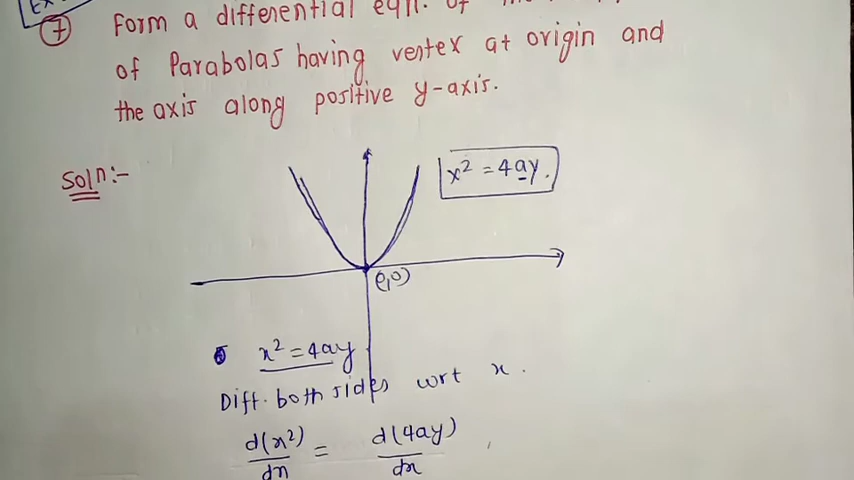 Ex
7 Form a differential eqn. of
of Parabolas having vertex at origin and
the axis along positive y-axis.
Soln:-
x² = 4ay.
(0,0)
x² = 4ay
Diff. both sides wrt x.
d(x²)/dx = d(4ay)/dx